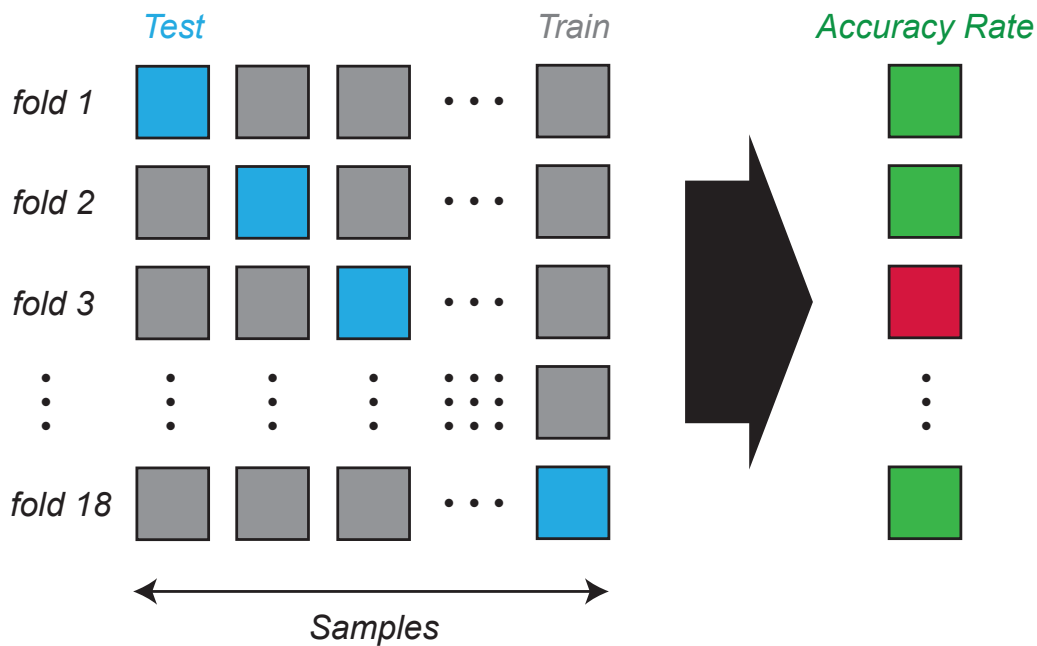 Test
Train
Accuracy Rate
fold 1
fold 2
fold 3
fold 18
Samples